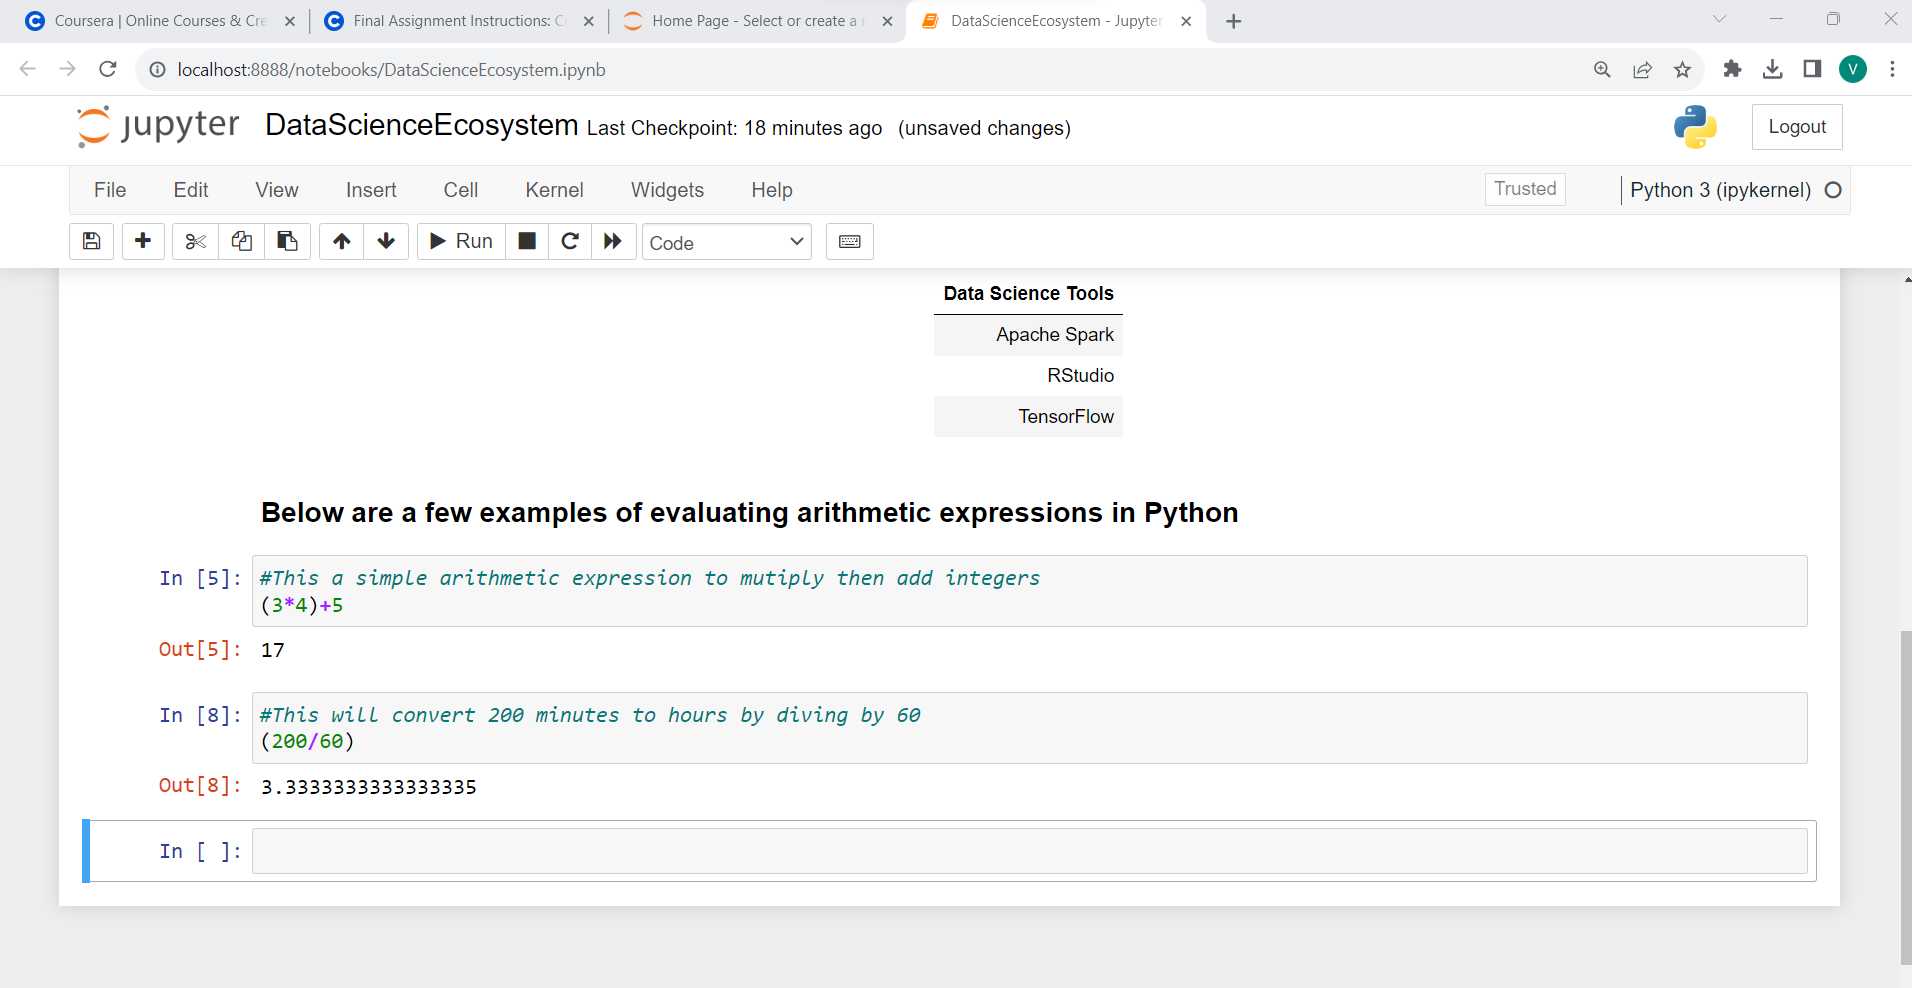 Coursera | Online Courses & Cre
Final Assignment Instructions: C
Home Page - Select or create a n
DataScienceEcosystem - Jupyter
localhost:8888/notebooks/DataScienceEcosystem.ipynb
V
jupyter DataScienceEcosystem Last Checkpoint: 18 minutes ago (unsaved changes)
Logout
File Edit View Insert Cell Kernel Widgets Help
Trusted
Python 3 (ipykernel)
Run
Code
Data Science Tools
Apache Spark
RStudio
TensorFlow
Below are a few examples of evaluating arithmetic expressions in Python
In [5]: #This a simple arithmetic expression to mutiply then add integers
(3*4)+5
Out[5]: 17
In [8]: #This will convert 200 minutes to hours by diving by 60
(200/60)
Out[8]: 3.3333333333333335
In [ ]: